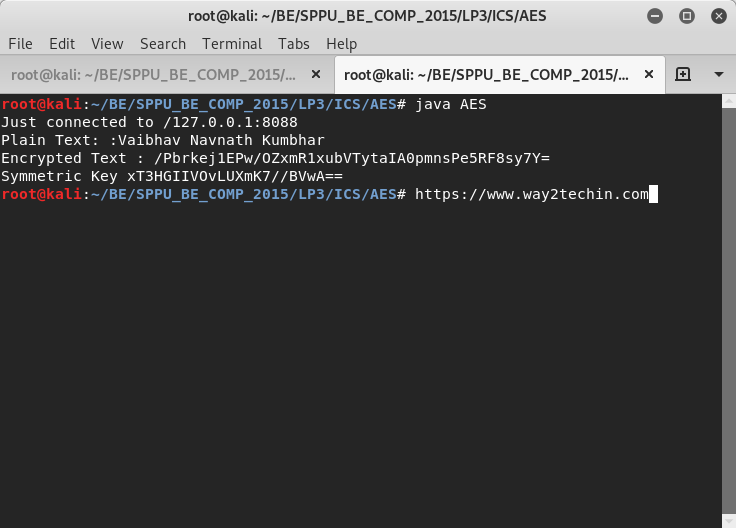 root@kali: ~/BE/SPPU_BE_COMP_2015/LP3/ICS/AES
File Edit View Search Terminal Tabs Help
root@kali: ~/BE/SPPU_BE_COMP_2015/... root@kali: ~/BE/SPPU_BE_COMP_2015/...
root@kali:~/BE/SPPU_BE_COMP_2015/LP3/ICS/AES# java AES
Just connected to /127.0.0.1:8088
Plain Text: :Vaibhav Navnath Kumbhar
Encrypted Text : /Pbrkej1EPw/OZxmR1xubVTytaIA0pmnsPe5RF8sy7Y=
Symmetric Key xT3HGIIVOvLUXmK7//BVwA==
root@kali:~/BE/SPPU_BE_COMP_2015/LP3/ICS/AES# https://www.way2techin.com